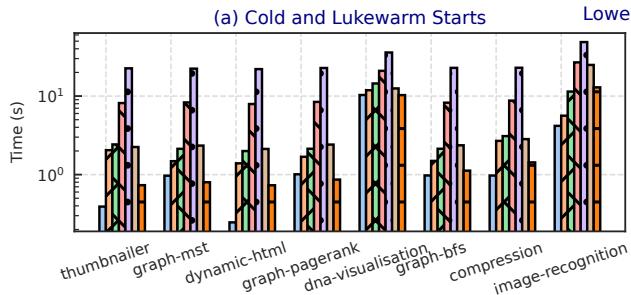 (a) Cold and Lukewarm Starts
Lowe
Time (s)
10¹
10⁰
thumbnailer
graph-mst
dynamic-html
graph-pagerank
dna-visualisation
graph-bfs
compression
image-recognition